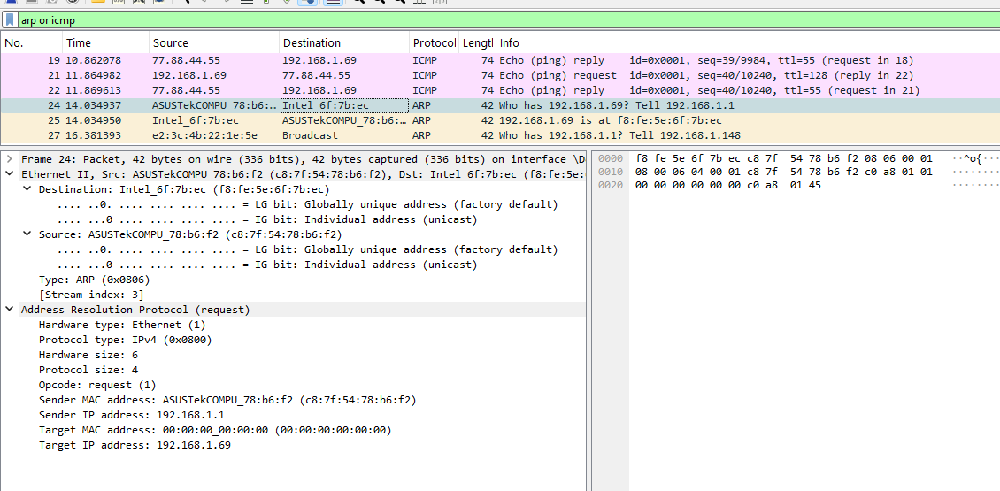 arp or icmp
No. Time Source Destination Protocol Lengtl Info
19 10.862078 77.88.44.55 192.168.1.69 ICMP 74 Echo (ping) reply id=0x0001, seq=39/9984, ttl=55 (request in 18)
21 11.864982 192.168.1.69 77.88.44.55 ICMP 74 Echo (ping) request id=0x0001, seq=40/10240, ttl=128 (reply in 22)
22 11.869613 77.88.44.55 192.168.1.69 ICMP 74 Echo (ping) reply id=0x0001, seq=40/10240, ttl=55 (request in 21)
24 14.034937 ASUSTekCOMPU_78:b6:… Intel_6f:7b:ec ARP 42 Who has 192.168.1.69? Tell 192.168.1.1
25 14.034950 Intel_6f:7b:ec ASUSTekCOMPU_78:b6:… ARP 42 192.168.1.69 is at f8:fe:5e:6f:7b:ec
27 16.381393 e2:3c:4b:22:1e:5e Broadcast ARP 42 Who has 192.168.1.1? Tell 192.168.1.148
Frame 24: Packet, 42 bytes on wire (336 bits), 42 bytes captured (336 bits) on interface \D
Ethernet II, Src: ASUSTekCOMPU_78:b6:f2 (c8:7f:54:78:b6:f2), Dst: Intel_6f:7b:ec (f8:fe:5e:
Destination: Intel_6f:7b:ec (f8:fe:5e:6f:7b:ec)
.... ..0. .... .... .... .... = LG bit: Globally unique address (factory default)
.... ...0 .... .... .... .... = IG bit: Individual address (unicast)
Source: ASUSTekCOMPU_78:b6:f2 (c8:7f:54:78:b6:f2)
.... ..0. .... .... .... .... = LG bit: Globally unique address (factory default)
.... ...0 .... .... .... .... = IG bit: Individual address (unicast)
Type: ARP (0x0806)
[Stream index: 3]
Address Resolution Protocol (request)
Hardware type: Ethernet (1)
Protocol type: IPv4 (0x0800)
Hardware size: 6
Protocol size: 4
Opcode: request (1)
Sender MAC address: ASUSTekCOMPU_78:b6:f2 (c8:7f:54:78:b6:f2)
Sender IP address: 192.168.1.1
Target MAC address: 00:00:00_00:00:00 (00:00:00:00:00:00)
Target IP address: 192.168.1.69
0000 f8 fe 5e 6f 7b ec c8 7f 54 78 b6 f2 08 06 00 01 ··^o{···
0010 08 00 06 04 00 01 c8 7f 54 78 b6 f2 c0 a8 01 01 ········
0020 00 00 00 00 00 00 c0 a8 01 45 ········